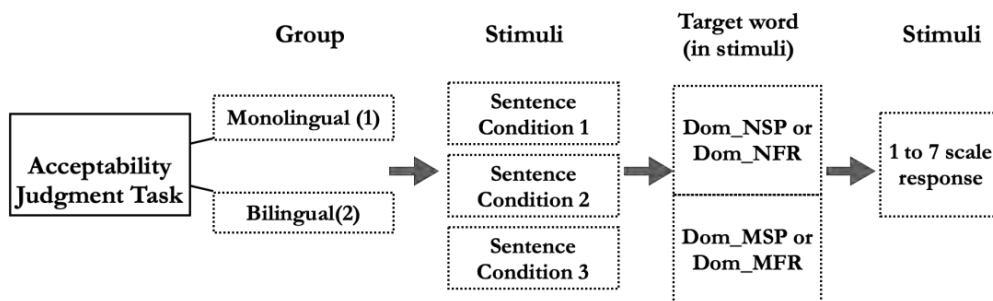 Group
Stimuli
Target word
(in stimuli)
Stimuli
Acceptability
Judgment Task
Monolingual (1)
Bilingual(2)
Sentence
Condition 1
Sentence
Condition 2
Sentence
Condition 3
Dom_NSP or
Dom_NFR
Dom_MSP or
Dom_MFR
1 to 7 scale
response